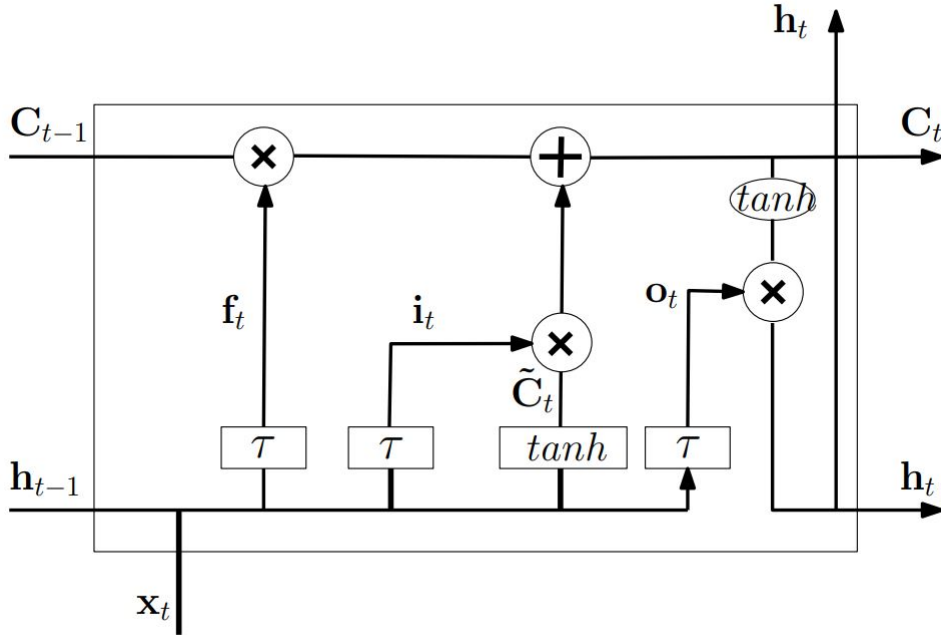 h_t
C_{t-1} C_t
tanh
f_t i_t o_t
C̃_t
τ τ tanh τ
h_{t-1} h_t
x_t